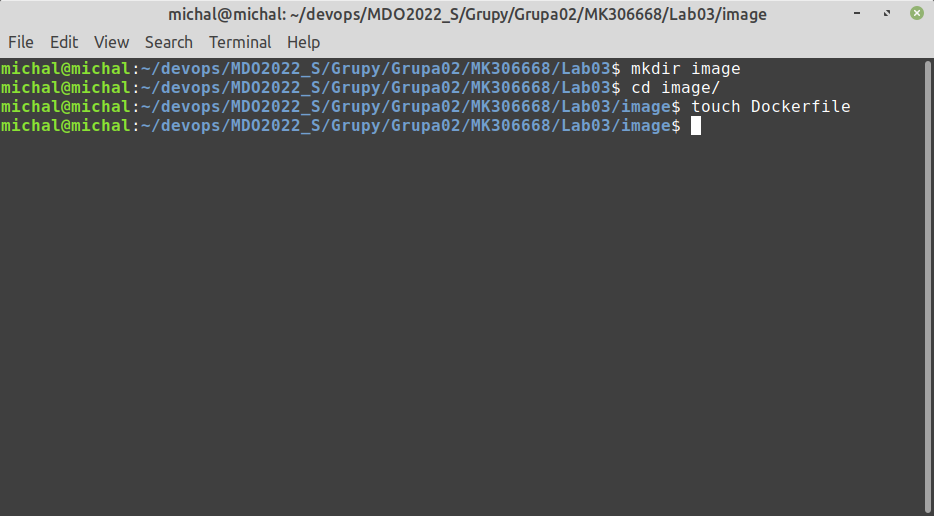 michal@michal: ~/devops/MDO2022_S/Grupy/Grupa02/MK306668/Lab03/image
File Edit View Search Terminal Help
michal@michal:~/devops/MDO2022_S/Grupy/Grupa02/MK306668/Lab03$ mkdir image
michal@michal:~/devops/MDO2022_S/Grupy/Grupa02/MK306668/Lab03$ cd image/
michal@michal:~/devops/MDO2022_S/Grupy/Grupa02/MK306668/Lab03/image$ touch Dockerfile
michal@michal:~/devops/MDO2022_S/Grupy/Grupa02/MK306668/Lab03/image$